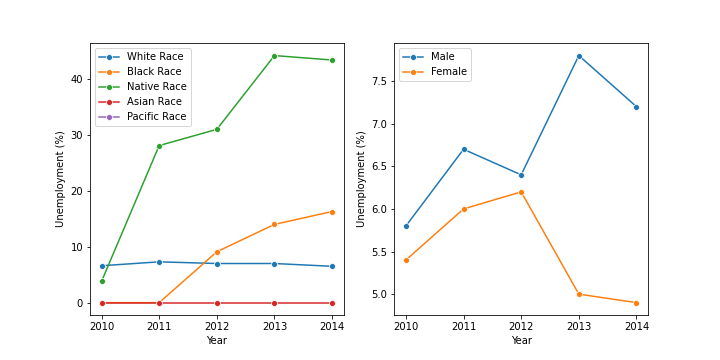 White Race
Black Race
Native Race
Asian Race
Pacific Race
Unemployment (%)
40
30
20
10
0
2010 2011 2012 2013 2014
Year
Male
Female
Unemployment (%)
7.5
7.0
6.5
6.0
5.5
5.0
2010 2011 2012 2013 2014
Year